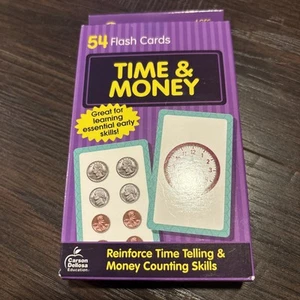 54 Flash Cards
TIME &
MONEY
Great for
learning
essential early
skills!
Carson
Dellosa
Education
Reinforce Time Telling &
Money Counting Skills